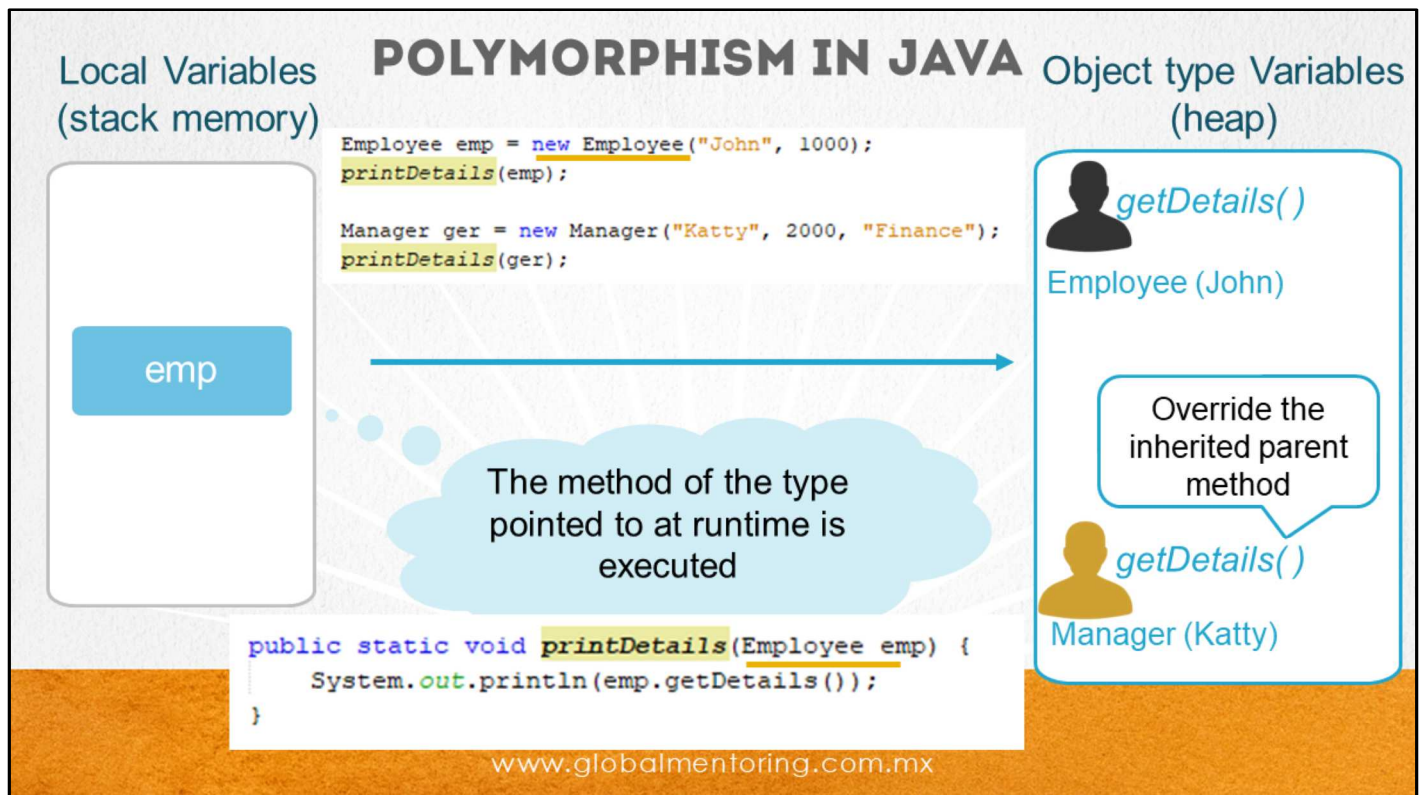 POLYMORPHISM IN JAVA
Local Variables
(stack memory)
Object type Variables
(heap)
Employee emp = new Employee("John", 1000);
printDetails(emp);
Manager ger = new Manager("Katty", 2000, "Finance");
printDetails(ger);
getDetails( )
Employee (John)
emp
Override the
inherited parent
method
The method of the type
pointed to at runtime is
executed
getDetails( )
Manager (Katty)
public static void printDetails(Employee emp) {
System.out.println(emp.getDetails());
}
www.globalmentoring.com.mx